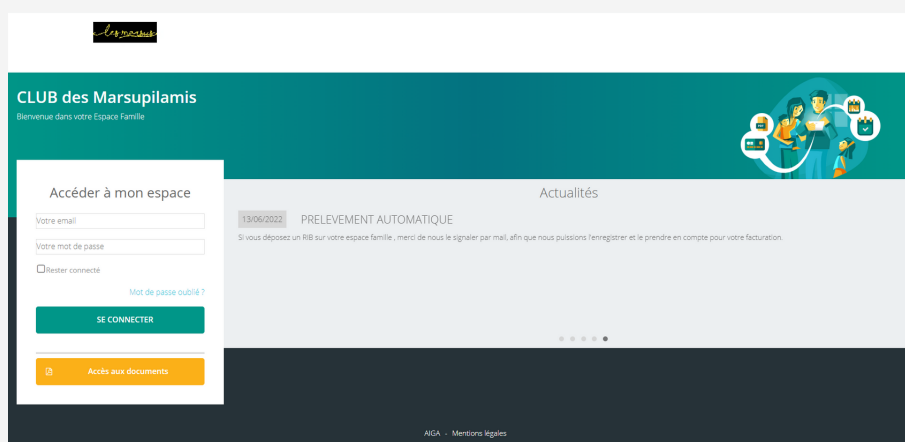 les marsus
CLUB des Marsupilamis
Bienvenue dans votre Espace Famille
Accéder à mon espace
Votre email
Votre mot de passe
Rester connecté
Mot de passe oublié ?
SE CONNECTER
Accès aux documents
Actualités
13/06/2022 PRELEVEMENT AUTOMATIQUE
Si vous déposez un RIB sur votre espace famille , merci de nous le signaler par mail, afin que nous puissions l'enregistrer et le prendre en compte pour votre facturation.
AIGA - Mentions légales